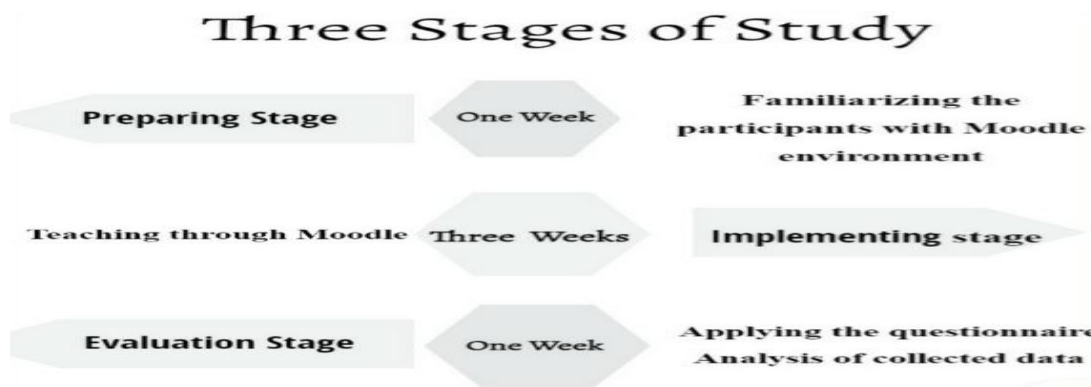 Three Stages of Study
Preparing Stage
One Week
Familiarizing the
participants with Moodle
environment
Teaching through Moodle
Three Weeks
Implementing stage
Evaluation Stage
One Week
Applying the questionnaire
Analysis of collected data